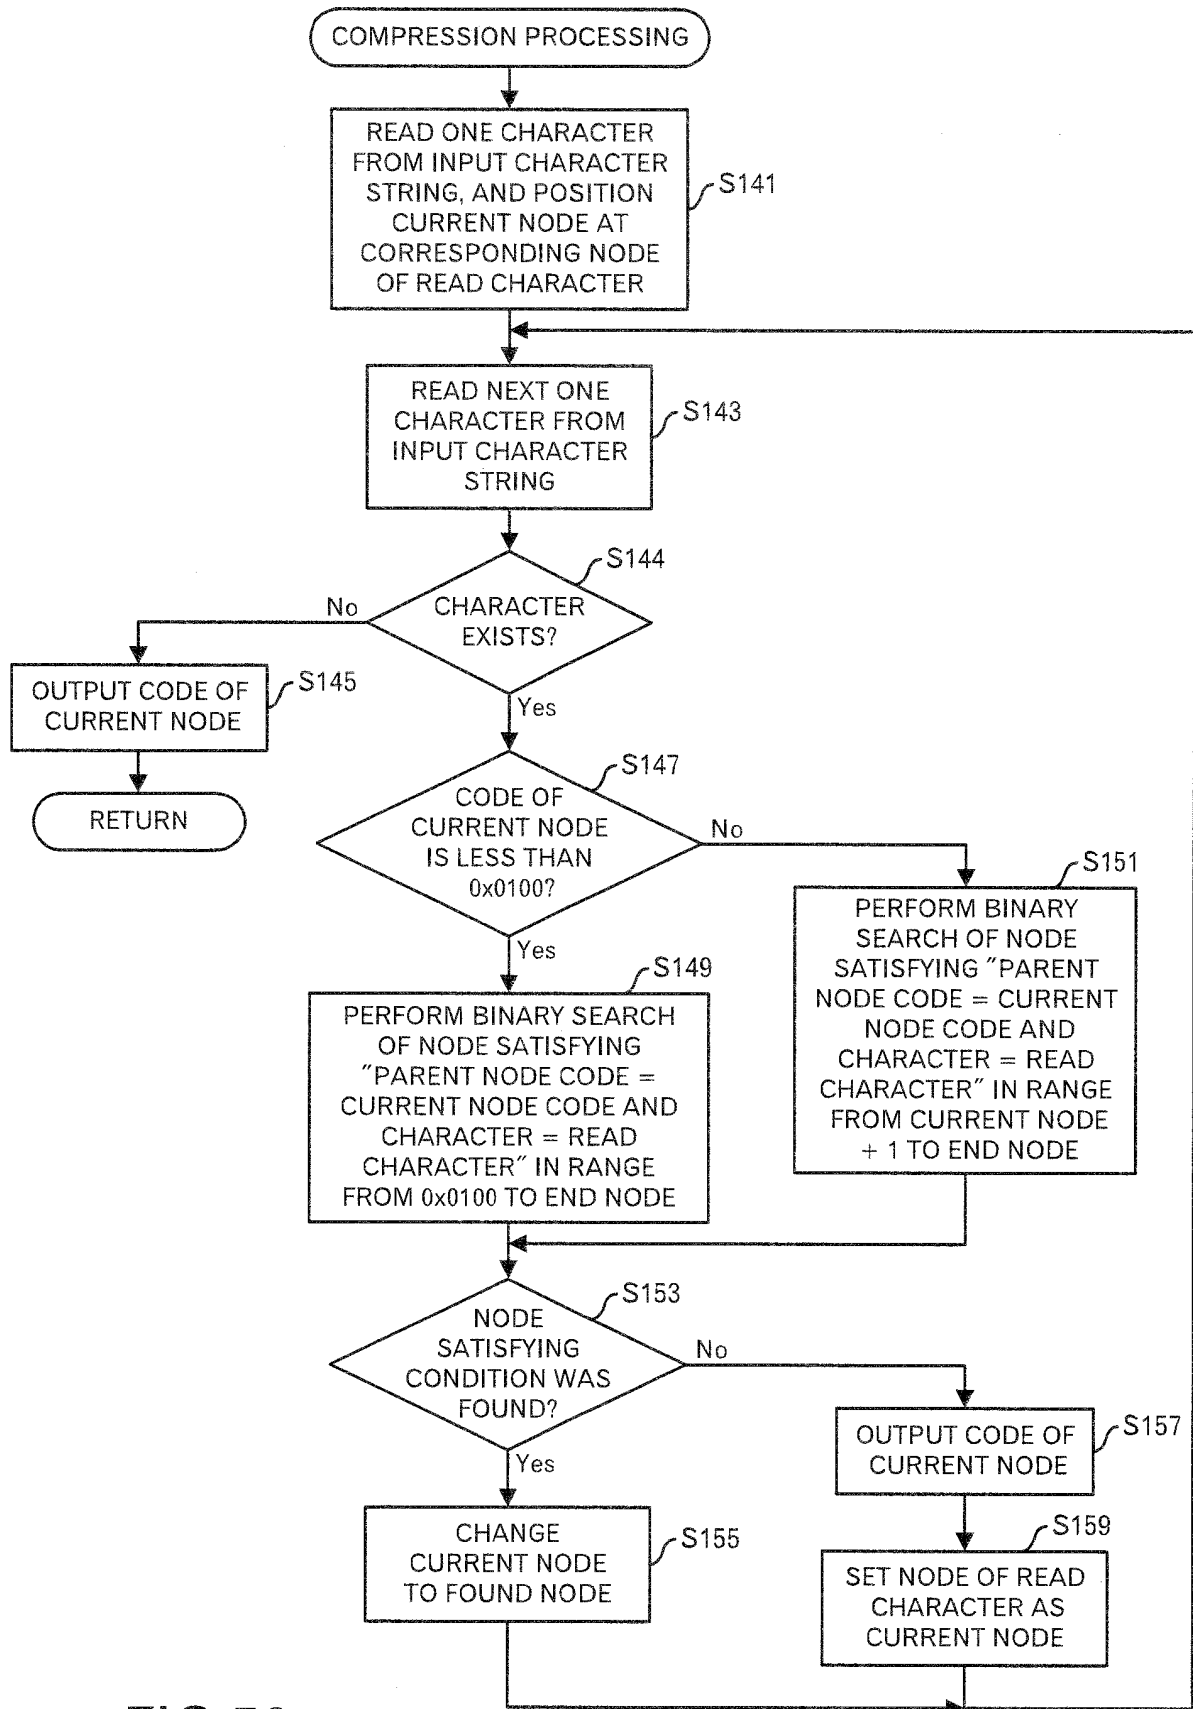 COMPRESSION PROCESSING
READ ONE CHARACTER
FROM INPUT CHARACTER
STRING, AND POSITION
CURRENT NODE AT
CORRESPONDING NODE
OF READ CHARACTER
S141
READ NEXT ONE
CHARACTER FROM
INPUT CHARACTER
STRING
S143
S144
CHARACTER
EXISTS?
No
Yes
OUTPUT CODE OF
CURRENT NODE
S145
RETURN
S147
CODE OF
CURRENT NODE
IS LESS THAN
0x0100?
No
Yes
S151
PERFORM BINARY
SEARCH OF NODE
SATISFYING "PARENT
NODE CODE = CURRENT
NODE CODE AND
CHARACTER = READ
CHARACTER" IN RANGE
FROM CURRENT NODE
+ 1 TO END NODE
S149
PERFORM BINARY SEARCH
OF NODE SATISFYING
"PARENT NODE CODE =
CURRENT NODE CODE AND
CHARACTER = READ
CHARACTER" IN RANGE
FROM 0x0100 TO END NODE
S153
NODE
SATISFYING
CONDITION WAS
FOUND?
No
Yes
OUTPUT CODE OF
CURRENT NODE
S157
CHANGE
CURRENT NODE
TO FOUND NODE
S155
S159
SET NODE OF READ
CHARACTER AS
CURRENT NODE